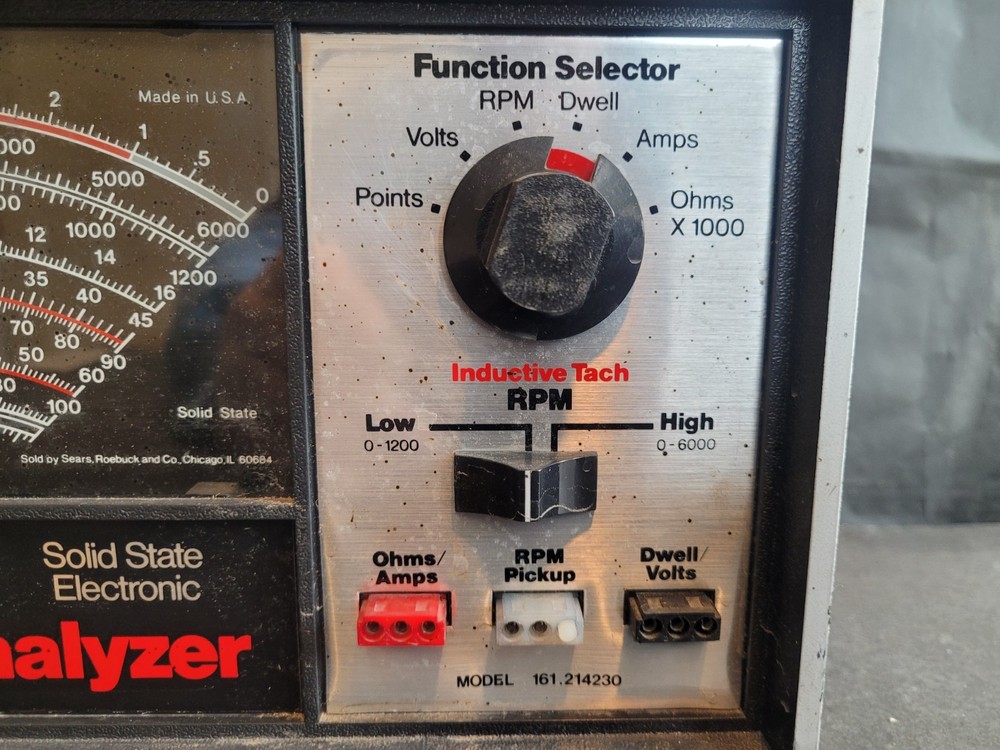 2
Made in U.S.A.
1
.5
0
000
5000
6000
00
1000
1200
12
14
16
35
40
45
70
80
90
50
60
80
100
Solid State
Sold by Sears, Roebuck and Co., Chicago, IL 60684
Solid State
Electronic
nalyzer
Function Selector
RPM Dwell
Volts Amps
Points Ohms
X 1000
Inductive Tach
RPM
Low High
0-1200 0-6000
Ohms/ RPM Dwell/
Amps Pickup Volts
MODEL 161.214230